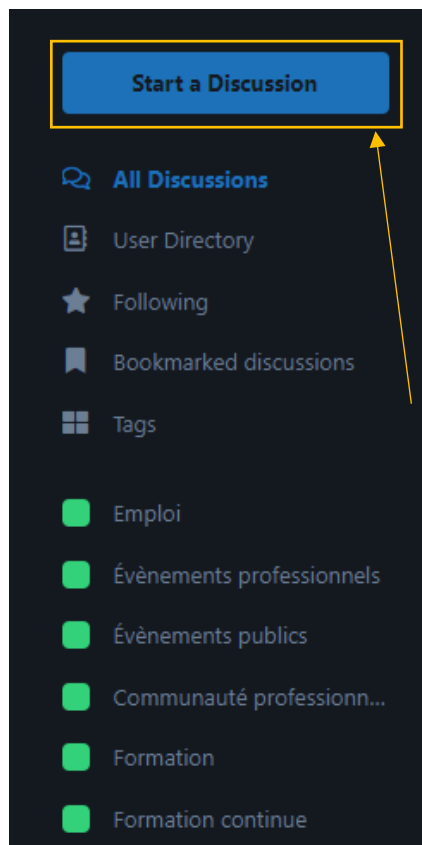 Start a Discussion
All Discussions
User Directory
Following
Bookmarked discussions
Tags
Emploi
Évènements professionnels
Évènements publics
Communauté professionn...
Formation
Formation continue